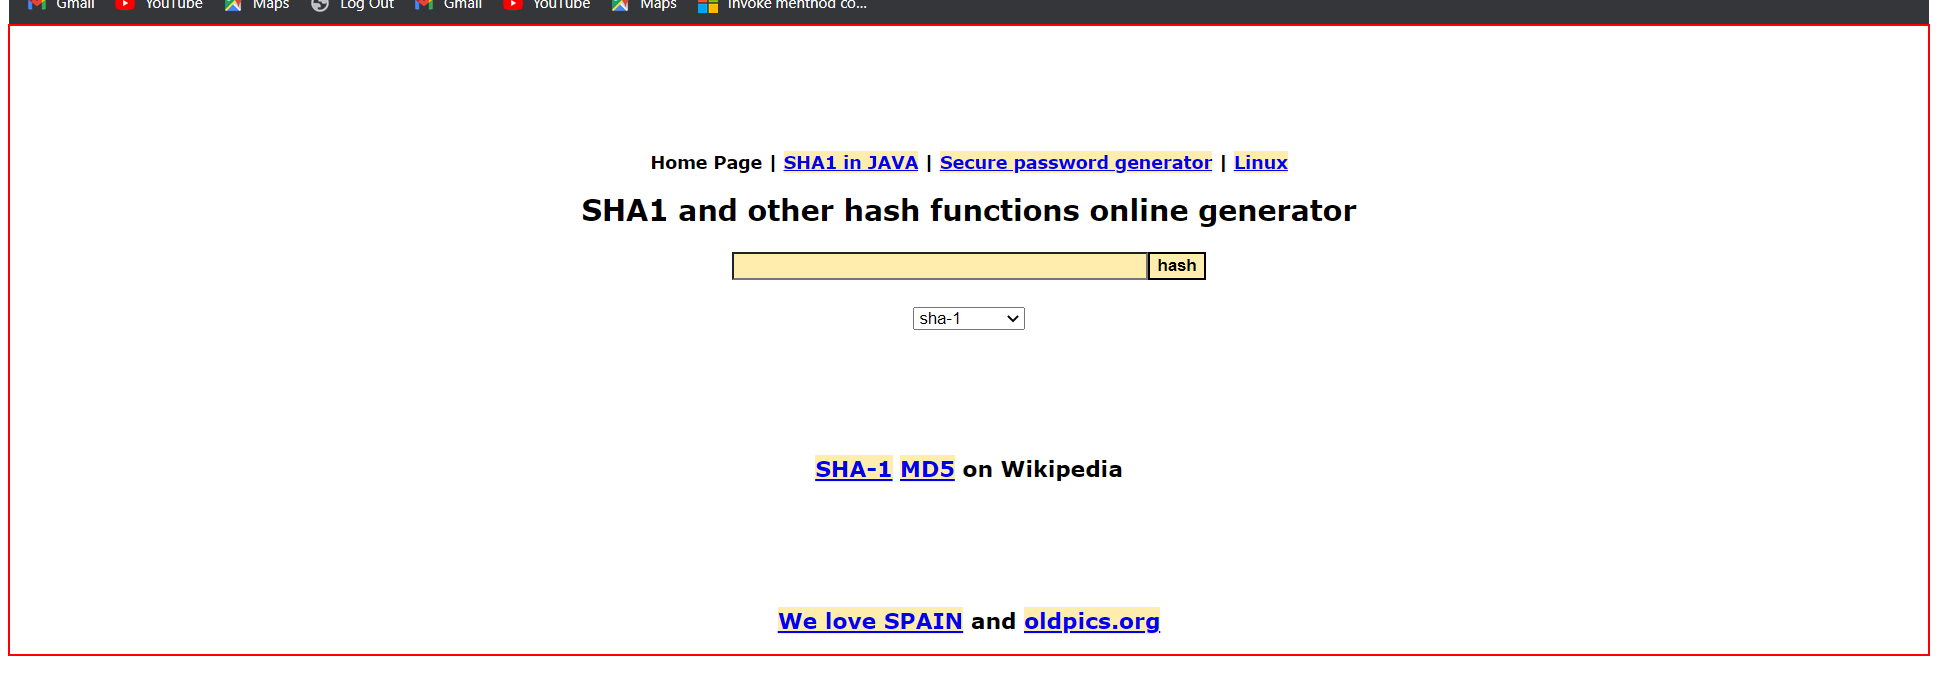 Gmail YouTube Maps Log Out Gmail YouTube Maps Invoke menthod co...
Home Page | SHA1 in JAVA | Secure password generator | Linux
SHA1 and other hash functions online generator
hash
sha-1
SHA-1 MD5 on Wikipedia
We love SPAIN and oldpics.org